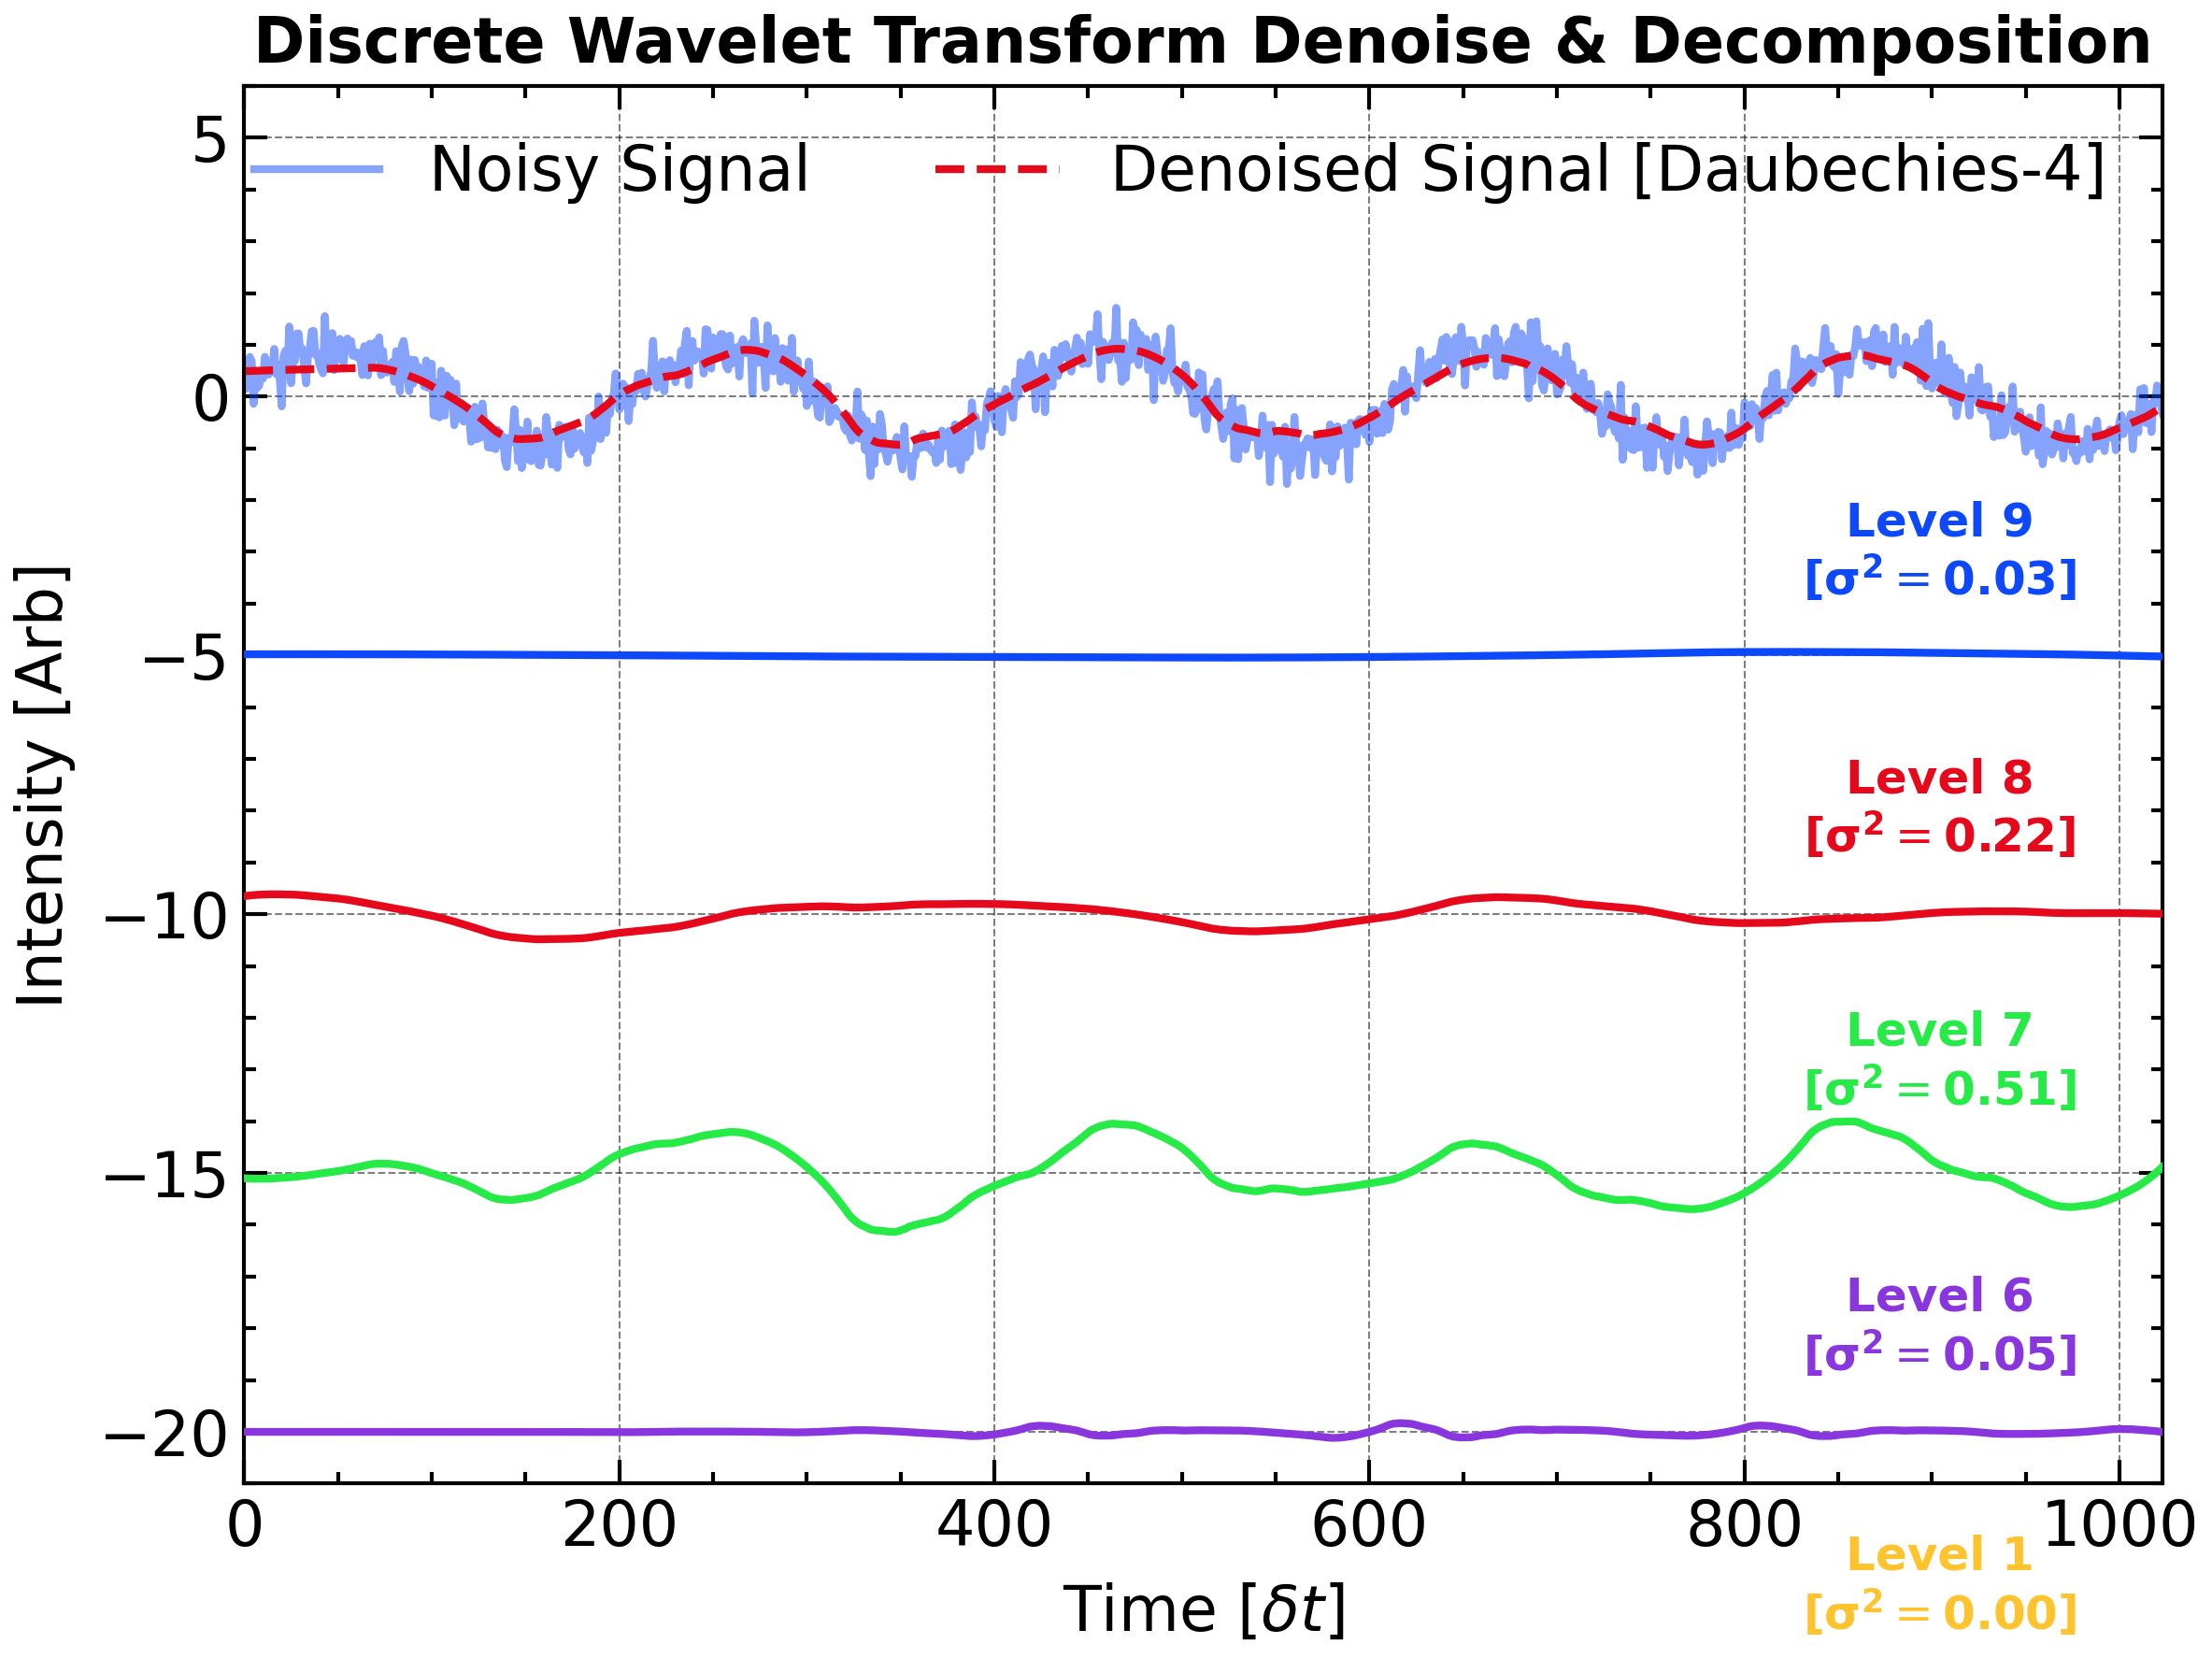 Discrete Wavelet Transform Denoise & Decomposition
Noisy Signal
Denoised Signal [Daubechies-4]
5
0
−5
−10
−15
−20
Intensity [Arb]
Level 9
[σ² = 0.03]
Level 8
[σ² = 0.22]
Level 7
[σ² = 0.51]
Level 6
[σ² = 0.05]
0 200 400 600 800 1000
Level 1
[σ² = 0.00]
Time [δt]